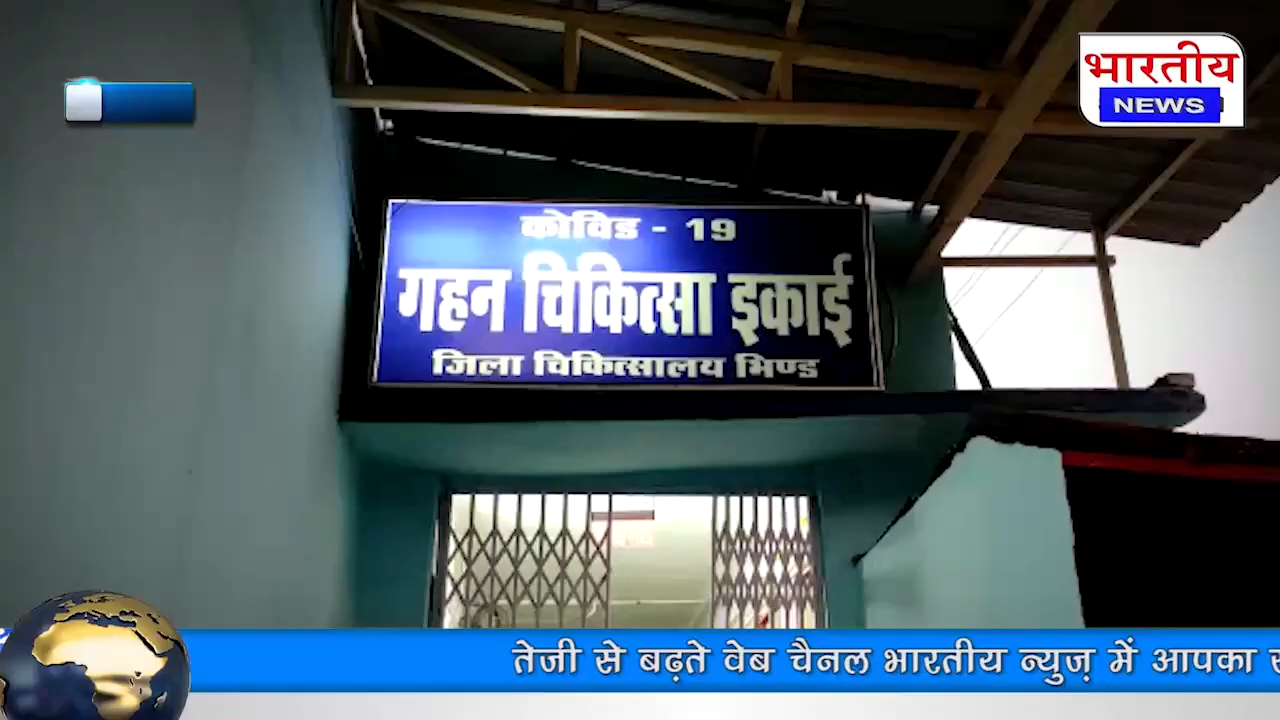 भारतीय
NEWS
कोविड - 19
गहन चिकित्सा इकाई
जिला चिकित्सालय भिण्ड
तेजी से बढ़ते वेब चैनल भारतीय न्युज़ में आपका